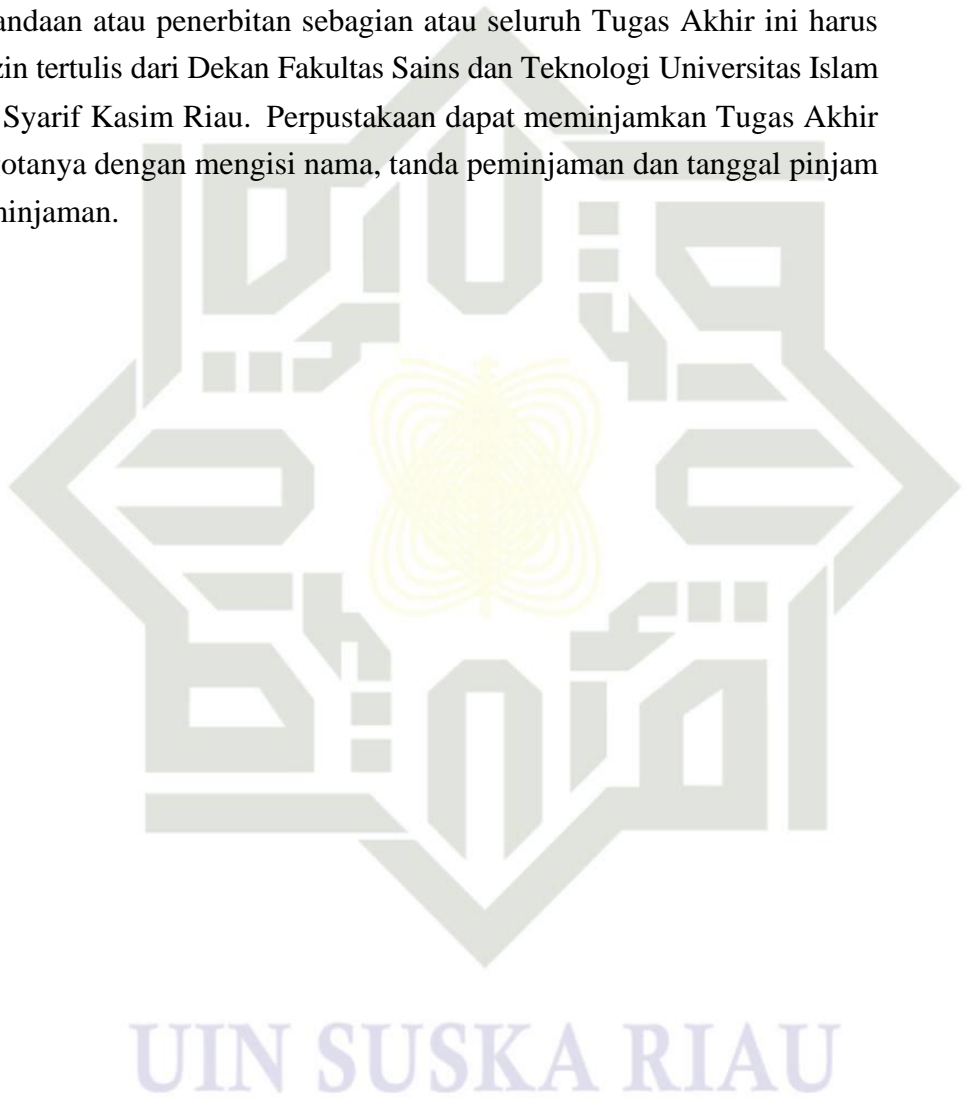 andaan atau penerbitan sebagian atau seluruh Tugas Akhir ini harus
zin tertulis dari Dekan Fakultas Sains dan Teknologi Universitas Islam
Syarif Kasim Riau. Perpustakaan dapat meminjamkan Tugas Akhir
otanya dengan mengisi nama, tanda peminjaman dan tanggal pinjam
ninjaman.
UIN SUSKA RIAU